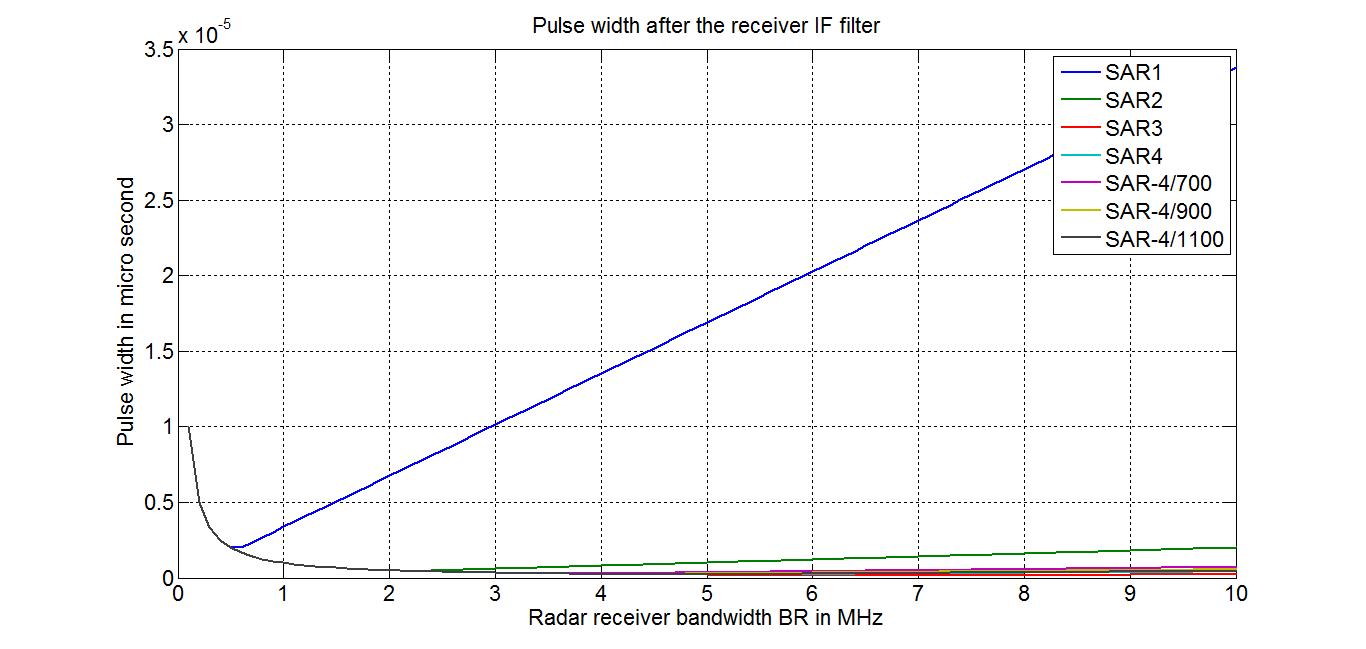 Pulse width after the receiver IF filter
x 10^-5
3.5
3
2.5
2
1.5
1
0.5
0
Pulse width in micro second
SAR1
SAR2
SAR3
SAR4
SAR-4/700
SAR-4/900
SAR-4/1100
0 1 2 3 4 5 6 7 8 9 10
Radar receiver bandwidth BR in MHz